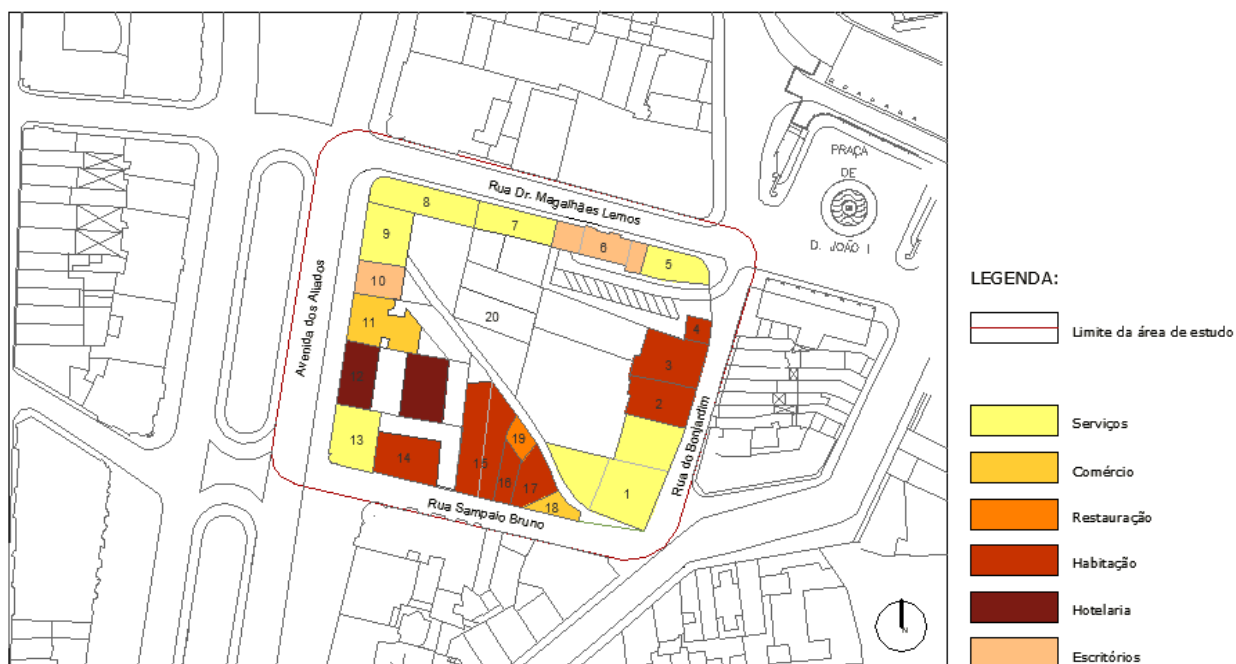 PRAÇA
DE
D. JOÃO I
Rua Dr. Magalhães Lemos
Avenida dos Aliados
Rua do Bonjardim
Rua Sampaio Bruno
8
7
6
5
9
10
11
20
4
3
2
12
13
14
15
19
16
17
18
1
N
LEGENDA:
Limite da área de estudo
Serviços
Comércio
Restauração
Habitação
Hotelaria
Escritórios